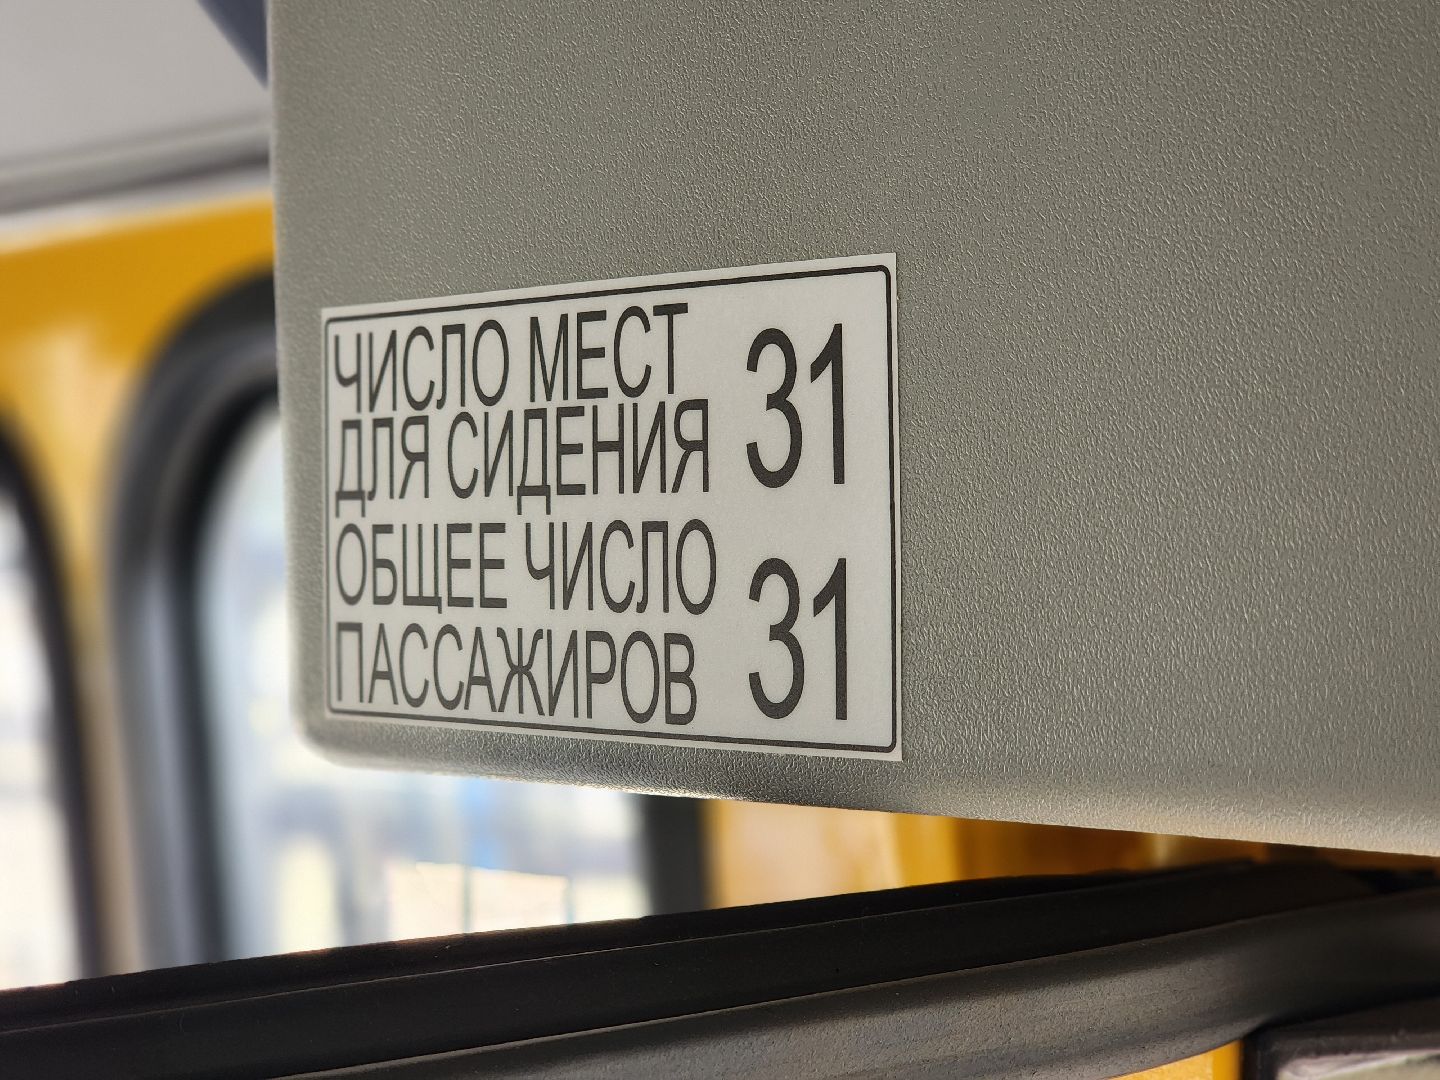 ЧИСЛО МЕСТ
ДЛЯ СИДЕНИЯ 31
ОБЩЕЕ ЧИСЛО
ПАССАЖИРОВ 31